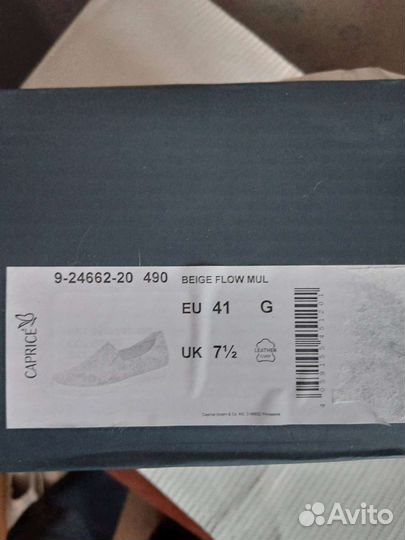 9-24662-20 490 BEIGE FLOW MUL
CAPRICE
EU 41 G
UK 7½
LEATHER
Avito